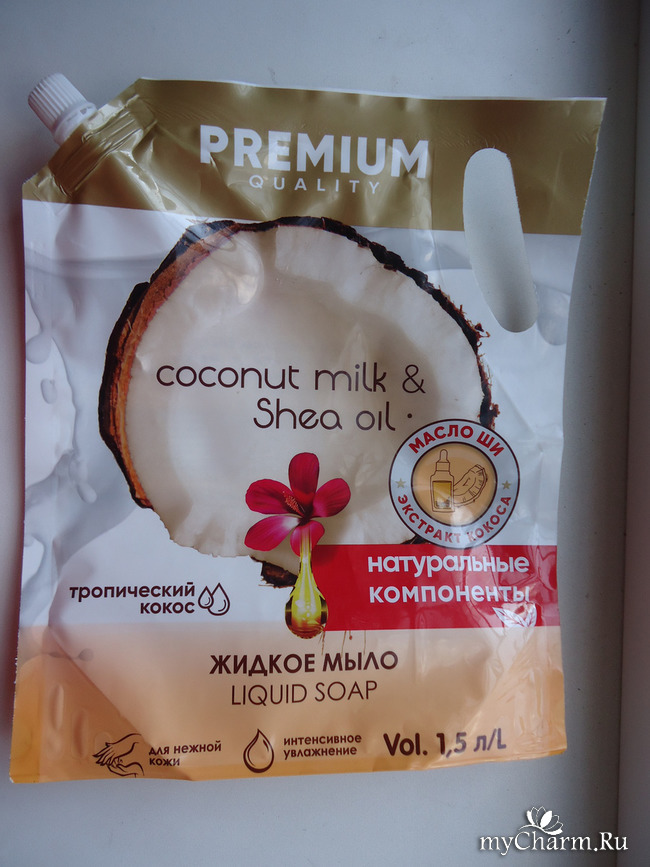 PREMIUM
QUALITY
coconut milk &
Shea oil
МАСЛО ШИ
ЭКСТРАКТ КОКОСА
натуральные
компоненты
тропический
кокос
ЖИДКОЕ МЫЛО
LIQUID SOAP
для нежной
кожи
интенсивное
увлажнение
Vol. 1,5 л/L
myCharm.Ru